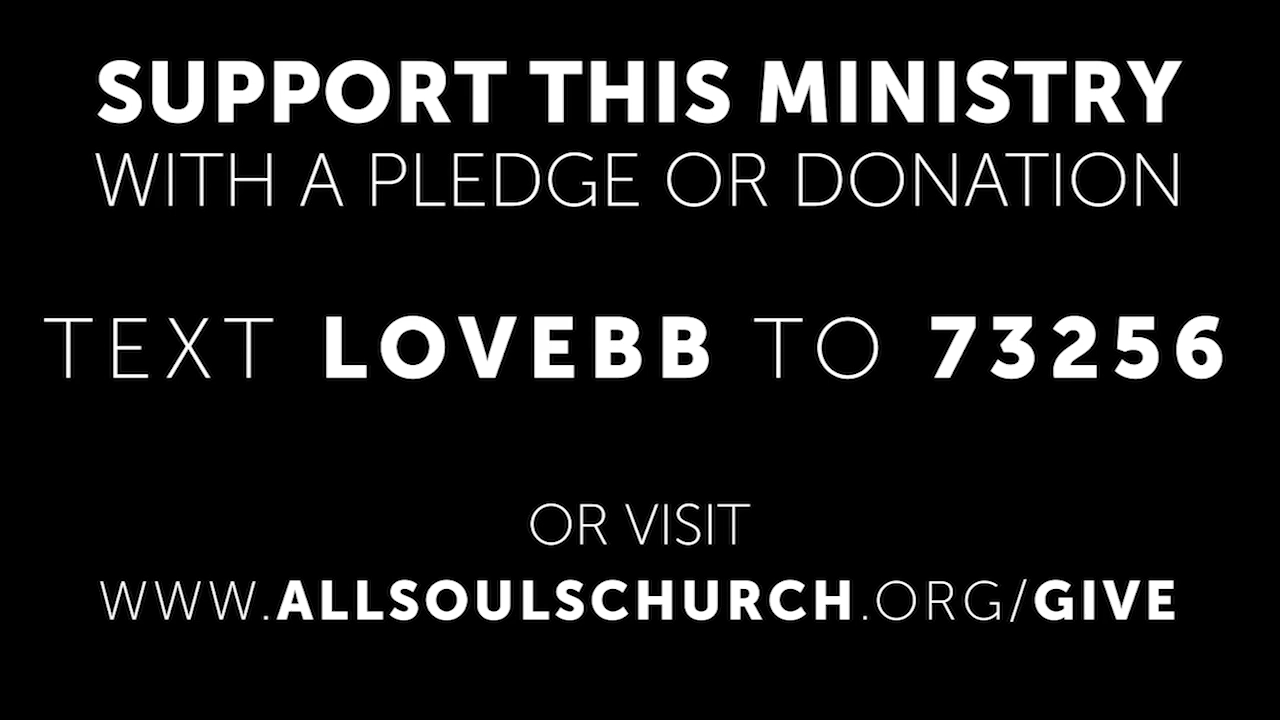 SUPPORT THIS MINISTRY
WITH A PLEDGE OR DONATION
TEXT LOVEBB TO 73256
OR VISIT
WWW.ALLSOULSCHURCH.ORG/GIVE